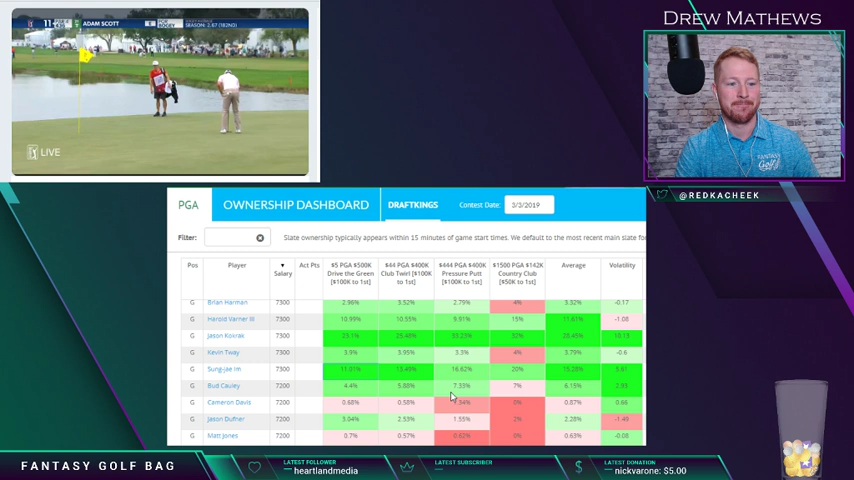 DREW MATHEWS
11 ADAM SCOTT
LIVE
FANTASY
Golf
@REDKACHEEK
PGA OWNERSHIP DASHBOARD DRAFTKINGS Contest Date: 3/3/2019
Filter: Slate ownership typically appears within 15 minutes of game start times. We default to the most recent main slate fo
Pos Player Salary Act Pts $5 PGA $500K Drive the Green [$100K to 1st] $44 PGA $400K Club Twirl [$100K to 1st] $444 PGA $400K Pressure Putt [$100K to 1st] $1500 PGA $142K Country Club [$50K to 1st] Average Volatility
G Brian Harman 7300 2.96% 3.52% 2.79% 4% 3.32% -0.17
G Harold Varner III 7300 10.99% 10.55% 9.91% 15% 11.61% -1.08
G Jason Kokrak 7300 23.1% 25.46% 33.23% 32% 28.45% 10.13
G Kevin Tway 7300 3.9% 3.95% 3.3% 4% 3.79% -0.6
G Sung-Jae Im 7300 11.01% 13.49% 16.62% 20% 15.28% 5.61
G Bud Cauley 7200 4.4% 5.88% 7.33% 7% 6.15% 2.93
G Cameron Davis 7200 0.68% 0.58% 0% 0.87% 0.66
G Jason Dufner 7200 3.04% 2.53% 1.55% 2% 2.28% -1.49
G Matt Jones 7200 0.7% 0.57% 0.62% 0% 0.63% -0.08
FANTASY GOLF BAG
LATEST FOLLOWER
heartlandmedia
LATEST SUBSCRIBER
LATEST DONATION
$ nickvarone: $5.00